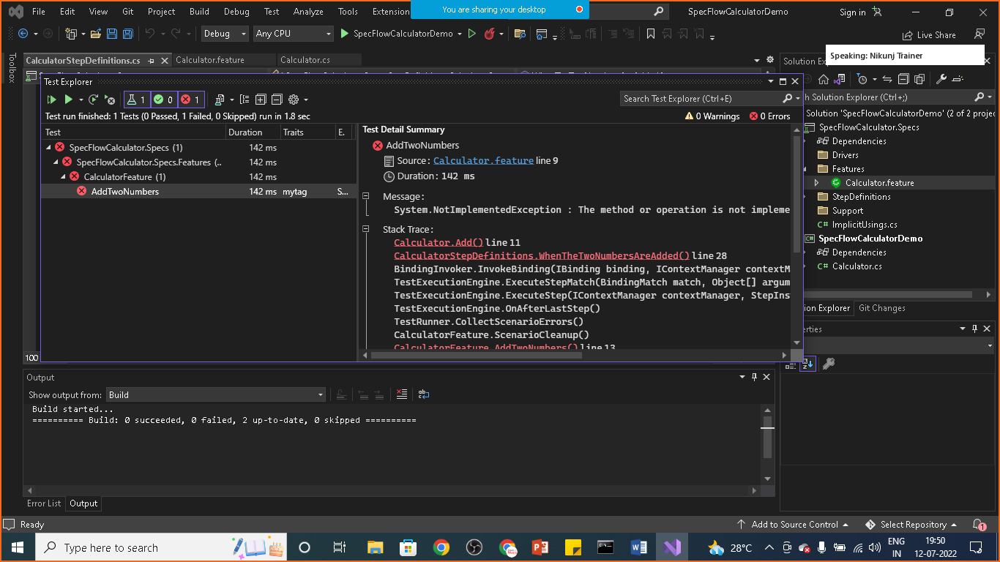 File Edit View Git Project Build Debug Test Analyze Tools Extension
You are sharing your desktop
SpecFlowCalculatorDemo
Sign in
Debug
Any CPU
SpecFlowCalculatorDemo
Live Share
Toolbox
CalculatorStepDefinitions.cs
Calculator.feature
Calculator.cs
Solution Ex
Speaking: Nikunj Trainer
Test Explorer
1
0
1
Search Test Explorer (Ctrl+E)
Test run finished: 1 Tests (0 Passed, 1 Failed, 0 Skipped) run in 1.8 sec
0 Warnings
0 Errors
Test Duration Traits E.
SpecFlowCalculator.Specs (1) 142 ms
SpecFlowCalculator.Specs.Features (.. 142 ms
CalculatorFeature (1) 142 ms
AddTwoNumbers 142 ms mytag S...
Test Detail Summary
AddTwoNumbers
Source: Calculator.feature line 9
Duration: 142 ms
Message:
System.NotImplementedException : The method or operation is not impleme
Stack Trace:
Calculator.Add() line 11
CalculatorStepDefinitions.WhenTheTwoNumbersAreAdded() line 28
BindingInvoker.InvokeBinding(IBinding binding, IContextManager contextM
TestExecutionEngine.ExecuteStepMatch(BindingMatch match, Object[] argum
TestExecutionEngine.ExecuteStep(IContextManager contextManager, StepIns
TestExecutionEngine.OnAfterLastStep()
TestRunner.CollectScenarioErrors()
CalculatorFeature.ScenarioCleanup()
CalculatorFeature.AddTwoNumbers() line 13
h Solution Explorer (Ctrl+;)
Solution 'SpecFlowCalculatorDemo' (2 of 2 projec
SpecFlowCalculator.Specs
Dependencies
Drivers
Features
Calculator.feature
StepDefinitions
Support
C# ImplicitUsings.cs
SpecFlowCalculatorDemo
Dependencies
C# Calculator.cs
ion Explorer
Git Changes
erties
100
Output
Show output from: Build
Build started...
========== Build: 0 succeeded, 0 failed, 2 up-to-date, 0 skipped ==========
Error List
Output
Ready
Add to Source Control
Select Repository
1
Type here to search
28°C
ENG
IN
19:50
12-07-2022